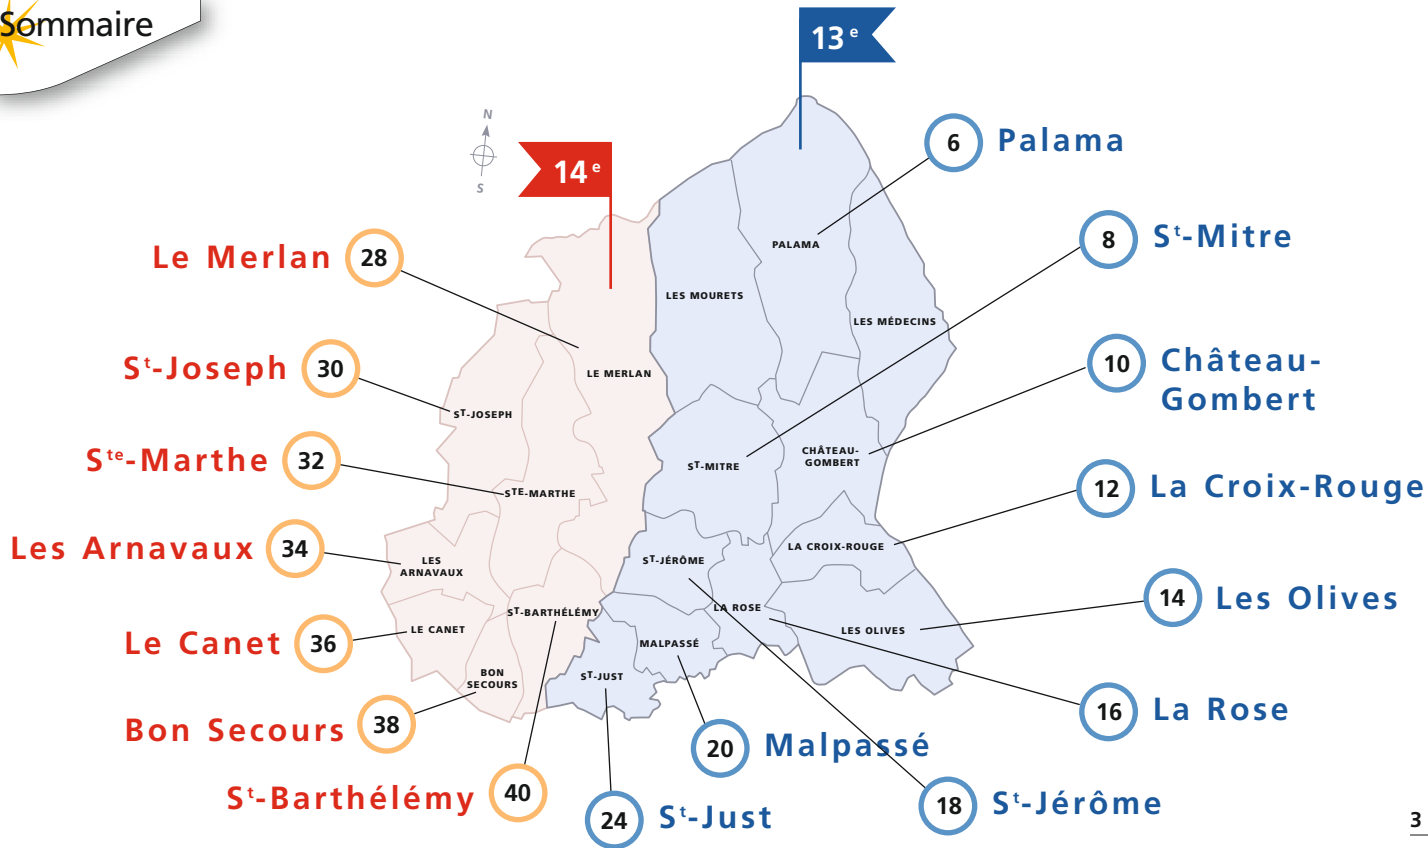 Sommaire
13e
14e
N
S
6 Palama
8 St-Mitre
10 Château-
Gombert
12 La Croix-Rouge
14 Les Olives
16 La Rose
18 St-Jérôme
20 Malpassé
24 St-Just
Le Merlan 28
St-Joseph 30
Ste-Marthe 32
Les Arnavaux 34
Le Canet 36
Bon Secours 38
St-Barthélémy 40
PALAMA
LES MOURETS
LES MÉDECINS
LE MERLAN
ST-JOSEPH
ST-MITRE
CHÂTEAU-
GOMBERT
STE-MARTHE
LA CROIX-ROUGE
ST-JÉRÔME
LES
ARNAVAUX
LA ROSE
ST-BARTHÉLÉMY
LE CANET
LES OLIVES
MALPASSÉ
BON
SECOURS
ST-JUST
3